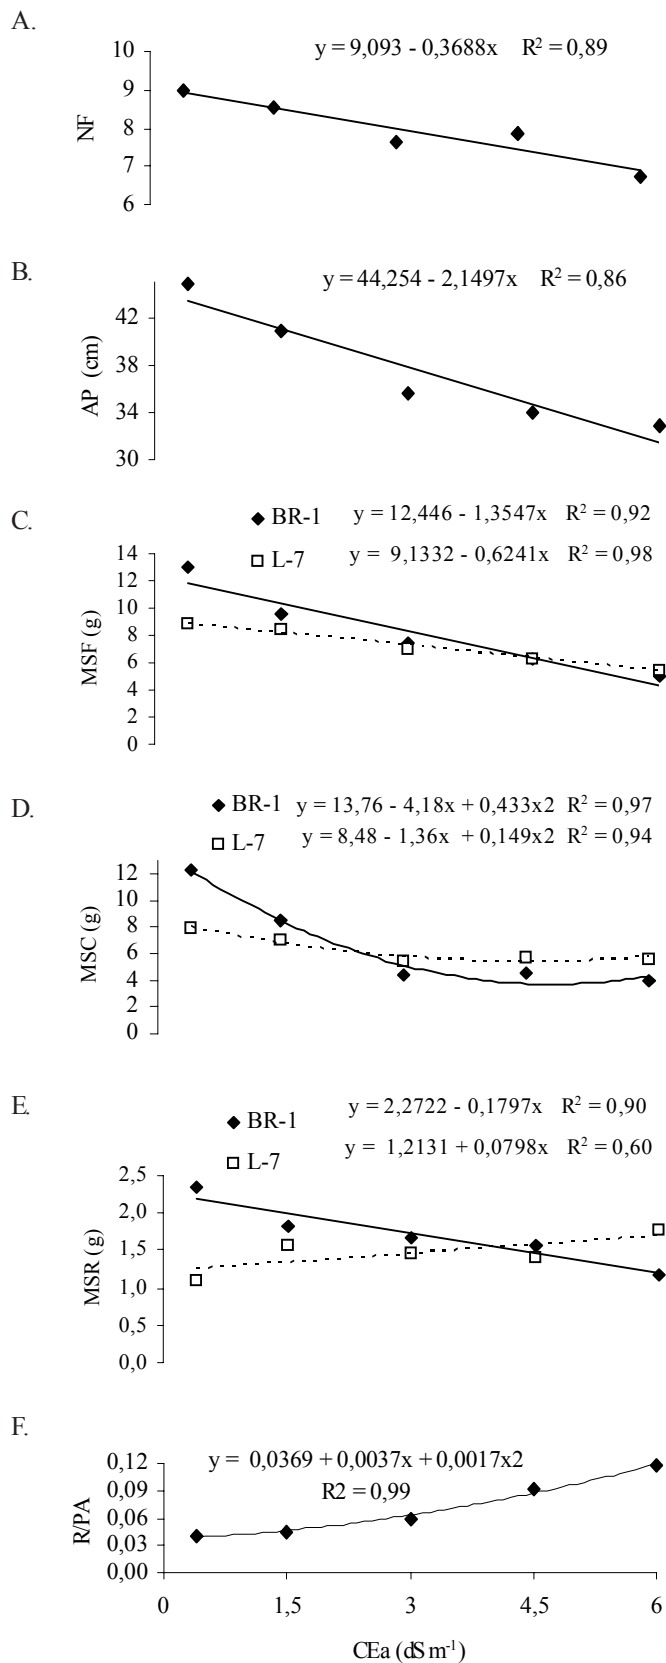 A.
y = 9,093 - 0,3688x R² = 0,89
10
9
8
7
6
NF
B.
y = 44,254 - 2,1497x R² = 0,86
42
38
34
30
AP (cm)
C.
BR-1 y = 12,446 - 1,3547x R² = 0,92
L-7 y = 9,1332 - 0,6241x R² = 0,98
14
12
10
8
6
4
2
0
MSF (g)
D.
BR-1 y = 13,76 - 4,18x + 0,433x2 R² = 0,97
L-7 y = 8,48 - 1,36x + 0,149x2 R² = 0,94
12
10
8
6
4
2
0
MSC (g)
E.
BR-1 y = 2,2722 - 0,1797x R² = 0,90
L-7 y = 1,2131 + 0,0798x R² = 0,60
2,5
2,0
1,5
1,0
0,5
0,0
MSR (g)
F.
y = 0,0369 + 0,0037x + 0,0017x2
R2 = 0,99
0,12
0,09
0,06
0,03
0,00
R/PA
0 1,5 3 4,5 6
CEa (dS m⁻¹)